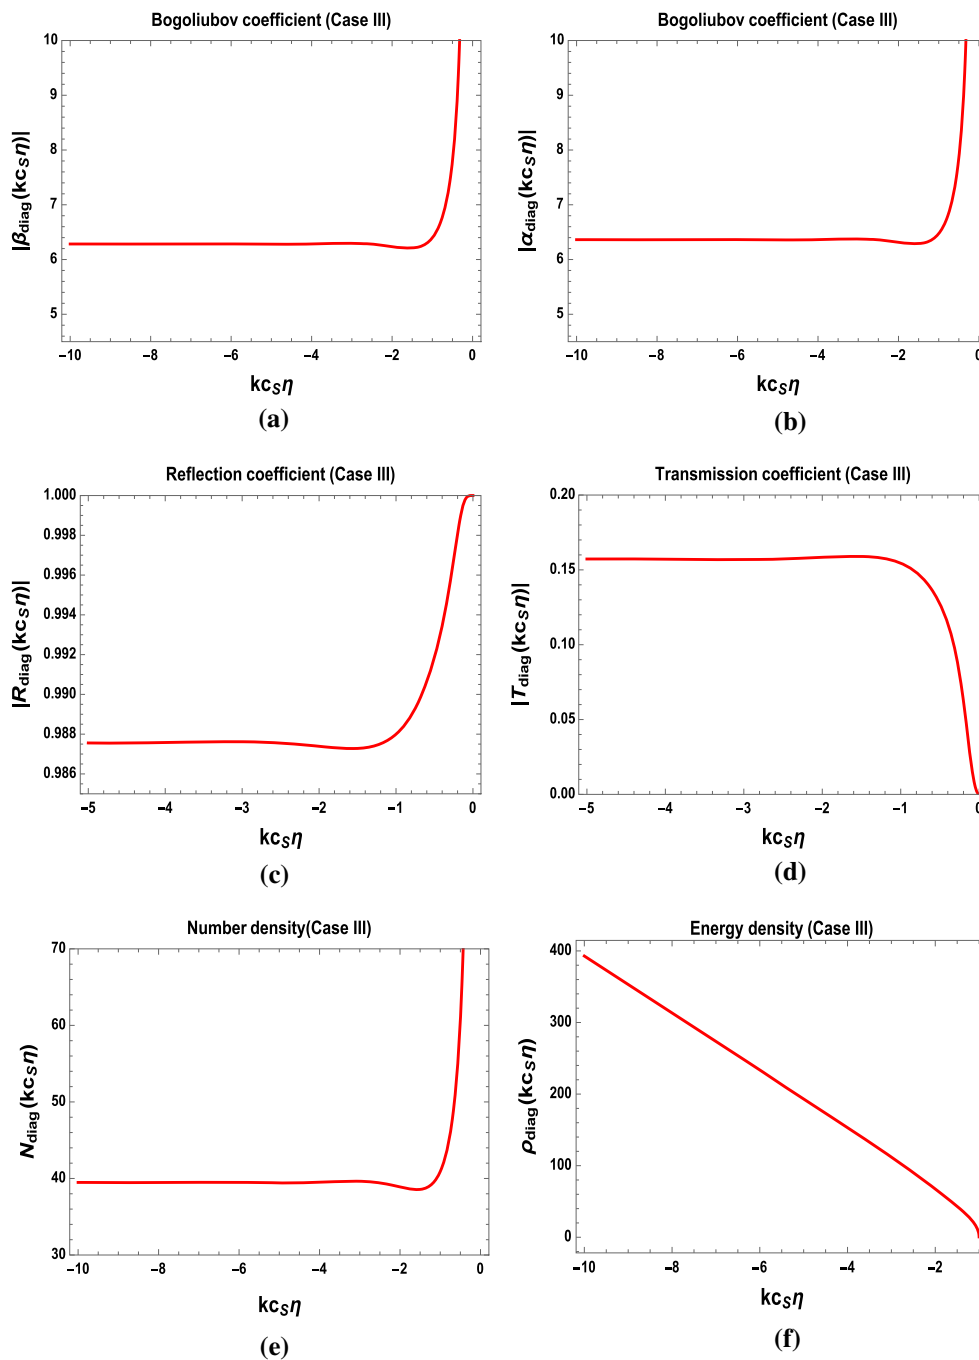 Bogoliubov coefficient (Case III)
10
9
8
7
6
5
|βdiag(kcSη)|
−10 −8 −6 −4 −2 0
kcSη
(a)
Bogoliubov coefficient (Case III)
10
9
8
7
6
5
|αdiag(kcSη)|
−10 −8 −6 −4 −2 0
kcSη
(b)
Reflection coefficient (Case III)
1.000
0.998
0.996
0.994
0.992
0.990
0.988
0.986
|Rdiag(kcSη)|
−5 −4 −3 −2 −1 0
kcSη
(c)
Transmission coefficient (Case III)
0.20
0.15
0.10
0.05
0.00
|Tdiag(kcSη)|
−5 −4 −3 −2 −1 0
kcSη
(d)
Number density(Case III)
70
60
50
40
30
Ndiag(kcSη)
−10 −8 −6 −4 −2 0
kcSη
(e)
Energy density (Case III)
400
300
200
100
0
ρdiag(kcSη)
−10 −8 −6 −4 −2
kcSη
(f)